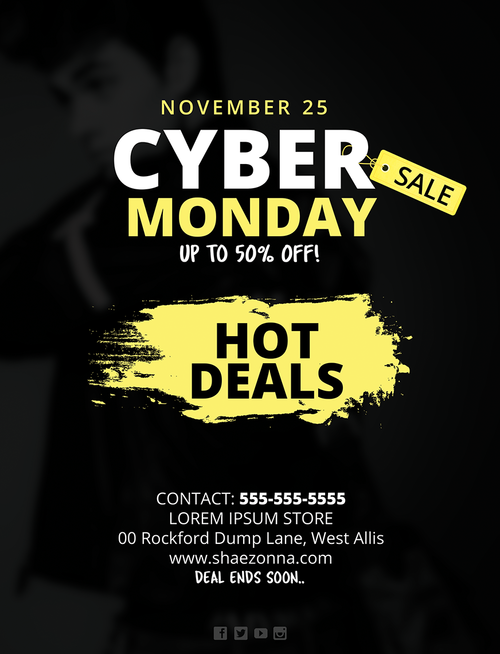 NOVEMBER 25
CYBER
SALE
MONDAY
UP TO 50% OFF!
HOT
DEALS
CONTACT: 555-555-5555
LOREM IPSUM STORE
00 Rockford Dump Lane, West Allis
www.shaezonna.com
DEAL ENDS SOON..